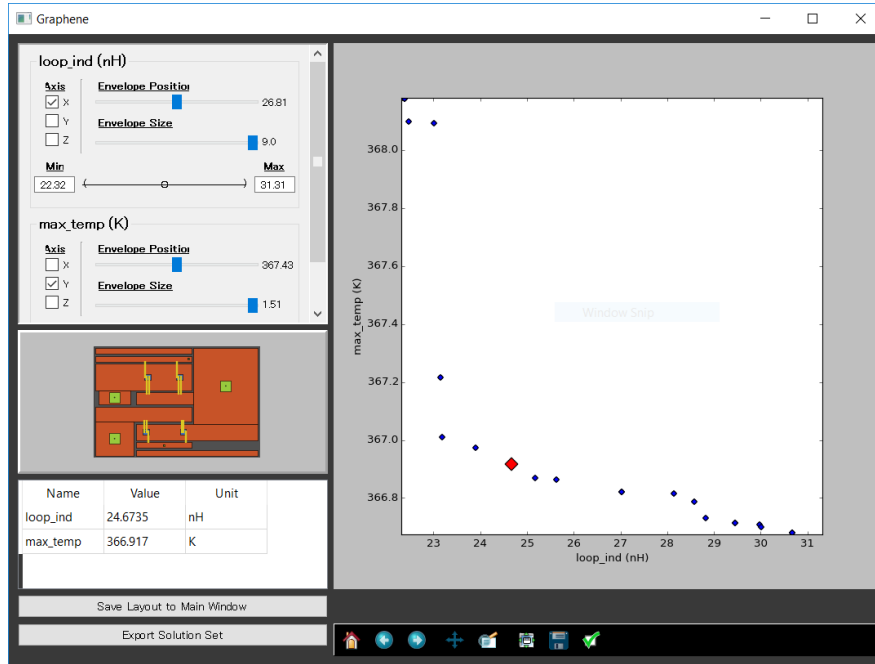 Graphene
loop_ind (nH)
Axis Envelope Position
X 26.81
Y Envelope Size
Z 9.0
Min Max
22.32 31.31
max_temp (K)
Axis Envelope Position
X 367.43
Y Envelope Size
Z 1.51
Name Value Unit
loop_ind 24.6735 nH
max_temp 366.917 K
Save Layout to Main Window
Export Solution Set
368.0
367.8
367.6
367.4
367.2
367.0
366.8
max_temp (K)
Window Snip
23 24 25 26 27 28 29 30 31
loop_ind (nH)